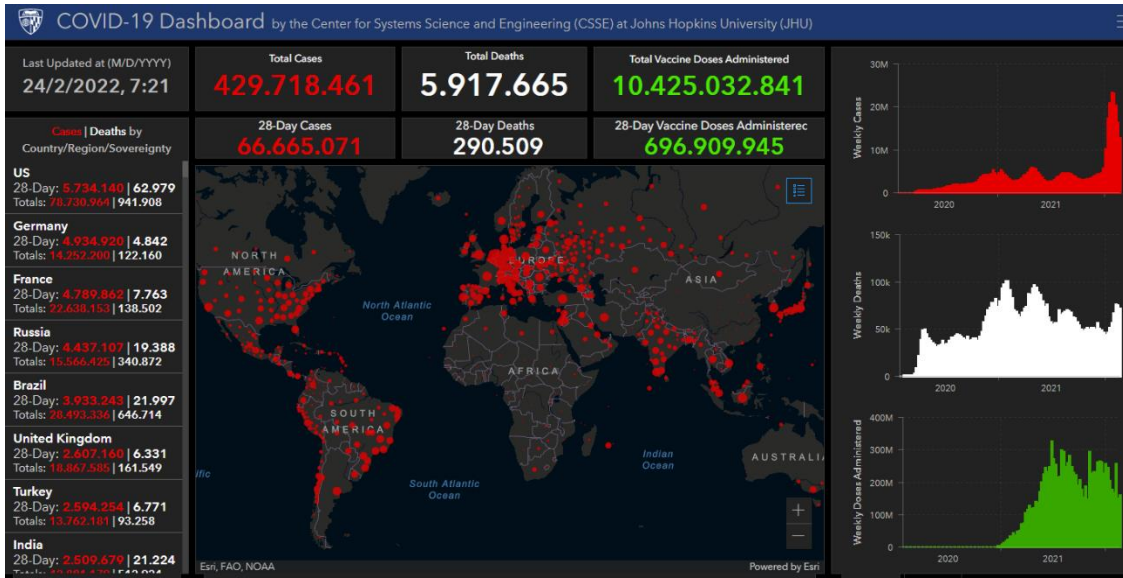 COVID-19 Dashboard by the Center for Systems Science and Engineering (CSSE) at Johns Hopkins University (JHU)
Last Updated at (M/D/YYYY)
24/2/2022, 7:21
Cases | Deaths by
Country/Region/Sovereignty
US
28-Day: 5.734.140 | 62.979
Totals: 78.730.964 | 941.908
Germany
28-Day: 4.934.920 | 4.842
Totals: 14.252.200 | 122.160
France
28-Day: 4.789.862 | 7.763
Totals: 22.638.153 | 138.502
Russia
28-Day: 4.437.107 | 19.388
Totals: 15.566.425 | 340.872
Brazil
28-Day: 3.933.243 | 21.997
Totals: 28.493.336 | 646.714
United Kingdom
28-Day: 2.607.160 | 6.331
Totals: 18.867.585 | 161.549
Turkey
28-Day: 2.594.254 | 6.771
Totals: 13.762.181 | 93.258
India
28-Day: 2.509.679 | 21.224
Total Cases
429.718.461
Total Deaths
5.917.665
Total Vaccine Doses Administered
10.425.032.841
28-Day Cases
66.665.071
28-Day Deaths
290.509
28-Day Vaccine Doses Administerec
696.909.945
NORTH
AMERICA
North Atlantic
Ocean
EUROPE
ASIA
AFRICA
SOUTH
AMERICA
South Atlantic
Ocean
Indian
Ocean
AUSTRALI
ific
+
−
Esri, FAO, NOAA
Powered by Esri
Weekly Cases
30M
20M
10M
0
2020
2021
Weekly Deaths
150k
100k
50k
0
2020
2021
Weekly Doses Administered
400M
300M
200M
100M
0
2020
2021